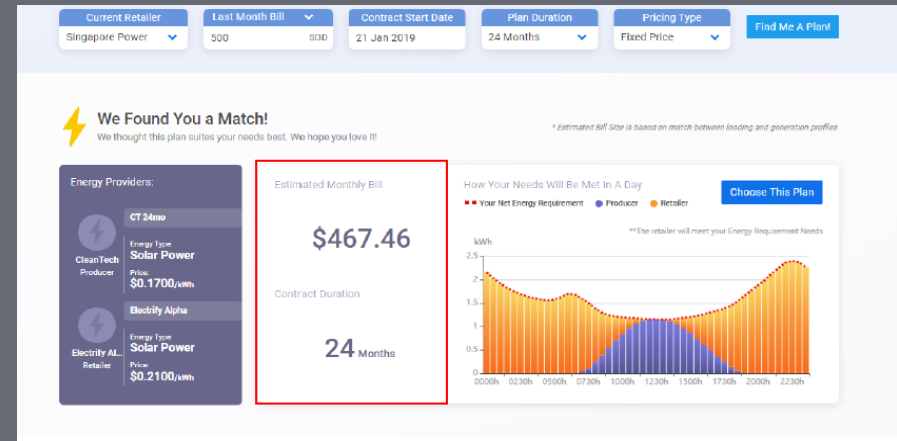 Current Retailer
Last Month Bill
Contract Start Date
Plan Duration
Pricing Type
Singapore Power
500
SGD
21 Jan 2019
24 Months
Fixed Price
Find Me A Plan!
We Found You a Match!
We thought this plan suites your needs best. We hope you love it!
* Estimated Bill Size is based on match between loading and generation profiles
Energy Providers:
CT 24mo
Energy Type
Solar Power
Price:
$0.1700/kWh
CleanTech
Producer
Electrify Alpha
Energy Type
Solar Power
Price
$0.2100/kWh
Electrify Al...
Retailer
Estimated Monthly Bill
$467.46
Contract Duration
24 Months
How Your Needs Will Be Met In A Day
Choose This Plan
Your Net Energy Requirement
Producer
Retailer
**The retailer will meet your Energy Requirement Needs
kWh
2.5
2
1.5
1
0.5
0
0000h 0230h 0500h 0730h 1000h 1230h 1500h 1730h 2000h 2230h